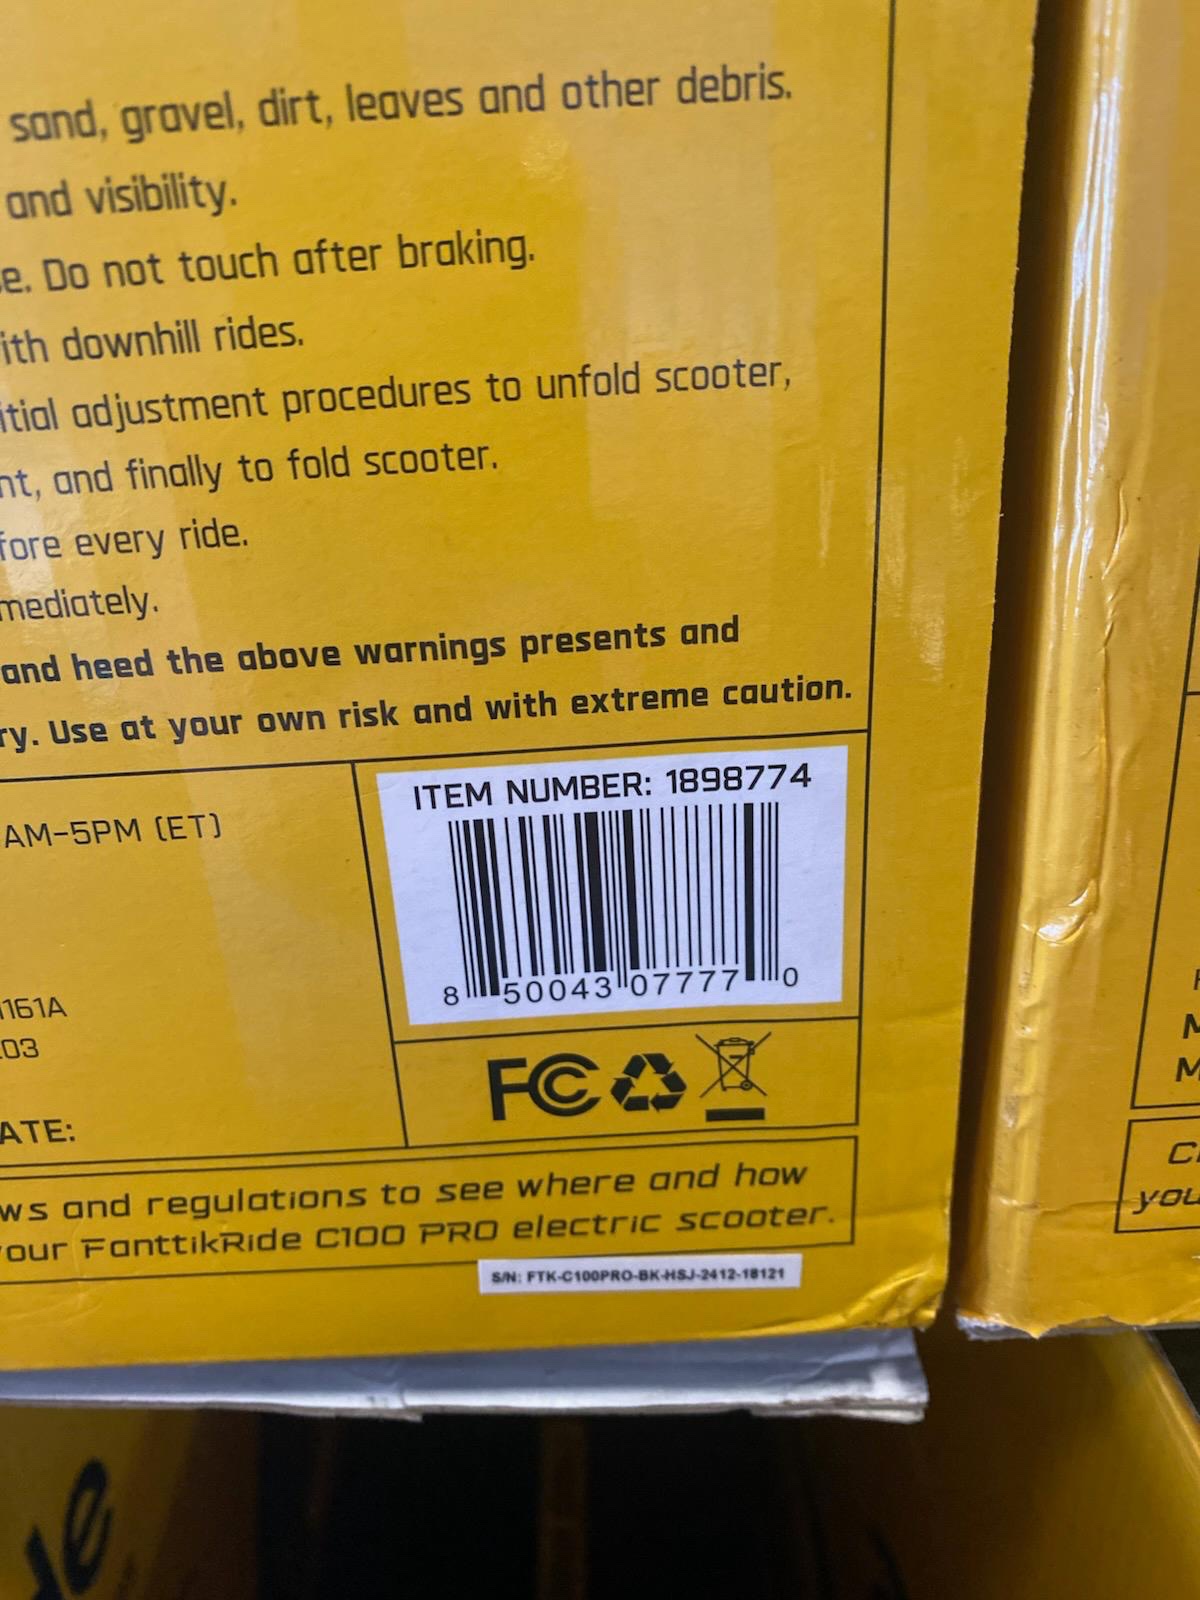 sand, gravel, dirt, leaves and other debris.
and visibility.
e. Do not touch after braking.
ith downhill rides.
itial adjustment procedures to unfold scooter,
nt, and finally to fold scooter.
fore every ride.
mediately.
and heed the above warnings presents and
ry. Use at your own risk and with extreme caution.
AM-5PM (ET)
161A
03
ATE:
ITEM NUMBER: 1898774
8 50043 07777 0
FC
ws and regulations to see where and how
our FanttikRide C100 PRO electric scooter.
S/N: FTK-C100PRO-BK-HSJ-2412-18121
M
M
you
de